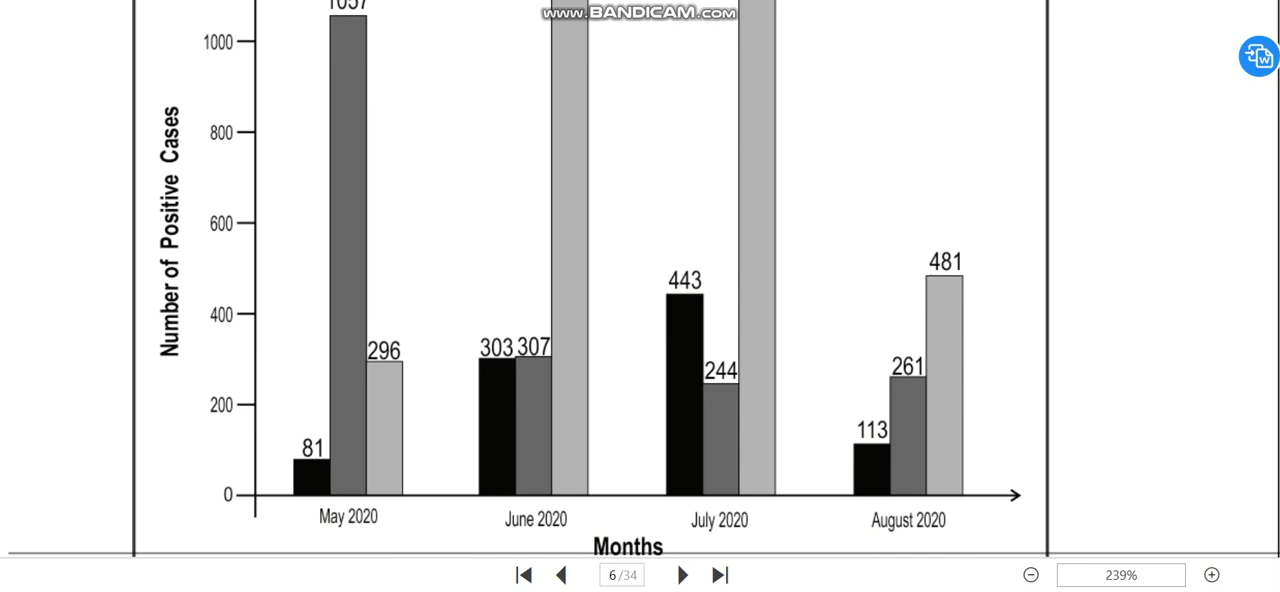 1057
www.BANDICAM.com
1000
800
600
400
200
0
Number of Positive Cases
81
296
303 307
443
244
113
261
481
May 2020
June 2020
July 2020
August 2020
Months
6 /34
239%
W